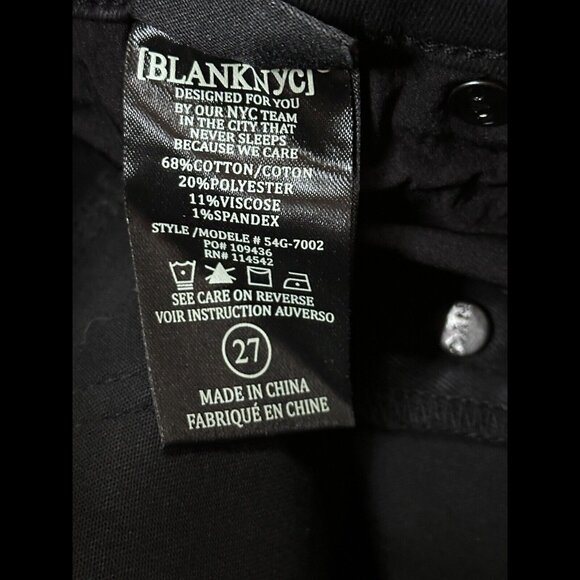 [BLANKNYC]
DESIGNED FOR YOU
BY OUR NYC TEAM
IN THE CITY THAT
NEVER SLEEPS
BECAUSE WE CARE
68%COTTON/COTON
20%POLYESTER
11%VISCOSE
1%SPANDEX
STYLE /MODELE # 54G-7002
PO# 109436
RN# 114542
SEE CARE ON REVERSE
VOIR INSTRUCTION AUVERSO
27
MADE IN CHINA
FABRIQUÉ EN CHINE